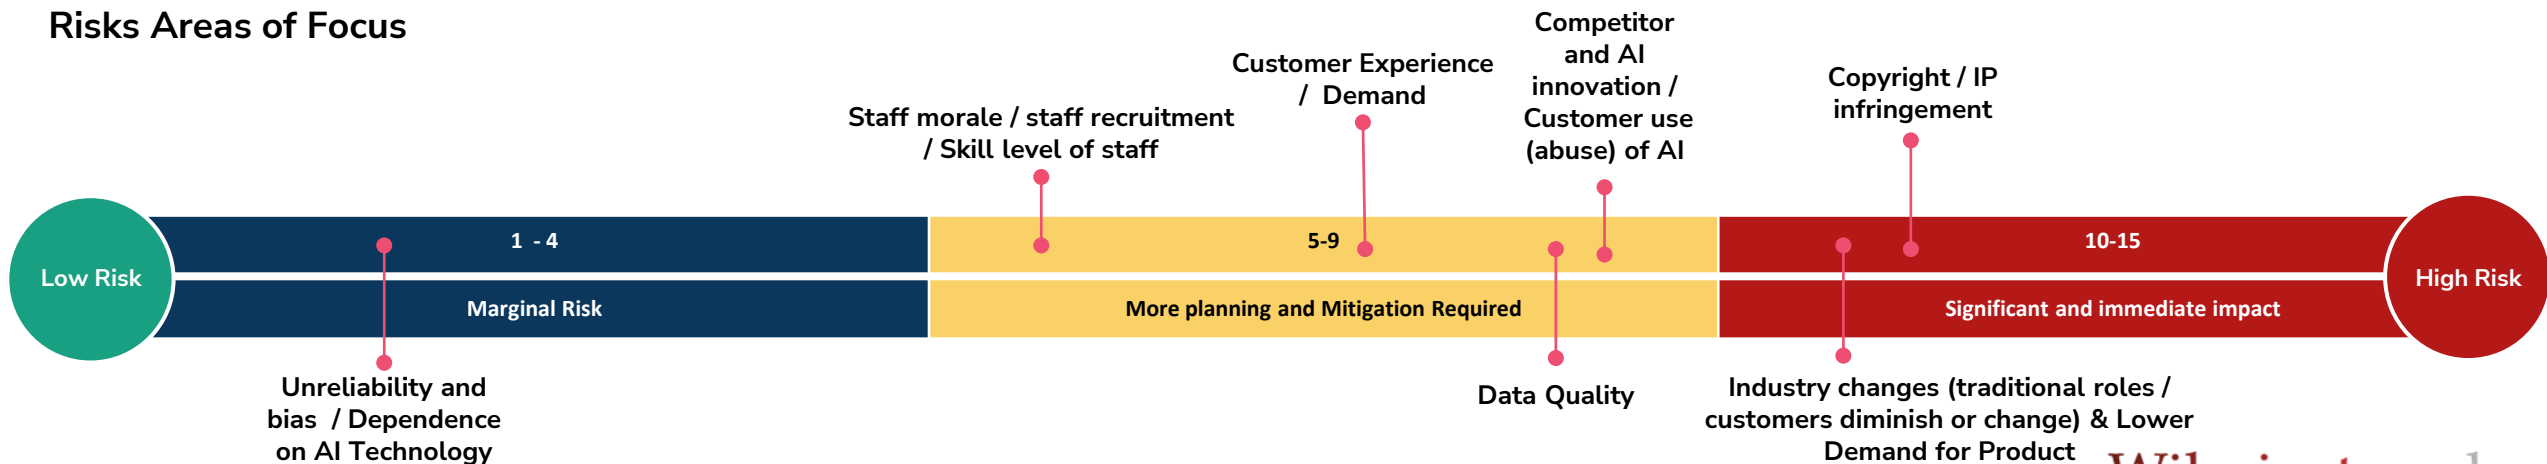 Risks Areas of Focus
Competitor
and AI
innovation /
Customer use
(abuse) of AI
Customer Experience
/ Demand
Copyright / IP
infringement
Staff morale / staff recruitment
/ Skill level of staff
Low Risk
1 - 4
5-9
10-15
High Risk
Marginal Risk
More planning and Mitigation Required
Significant and immediate impact
Unreliability and
bias / Dependence
on AI Technology
Data Quality
Industry changes (traditional roles /
customers diminish or change) & Lower
Demand for Product